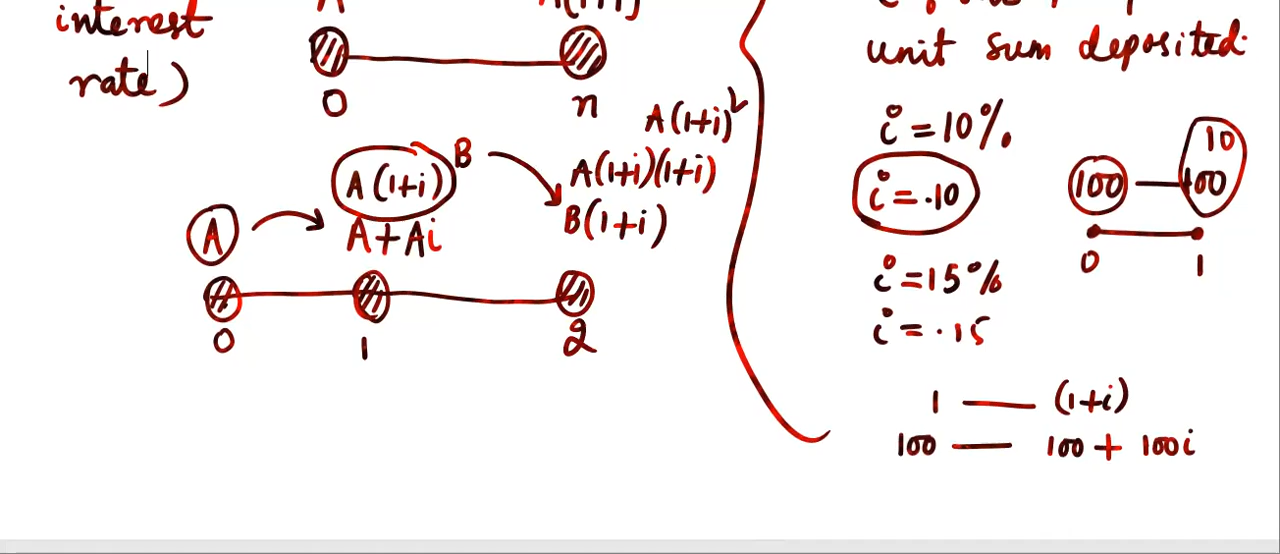 interest
rate)
0
n
A(1+i)²
A(1+i)
B
A(1+i)(1+i)
A
A+Ai
B(1+i)
0
1
2
unit sum deposited.
i=10%.
i=.10
100
10
100
0
1
i=15%
i=.15
1 — (1+i)
100 — 100+100i